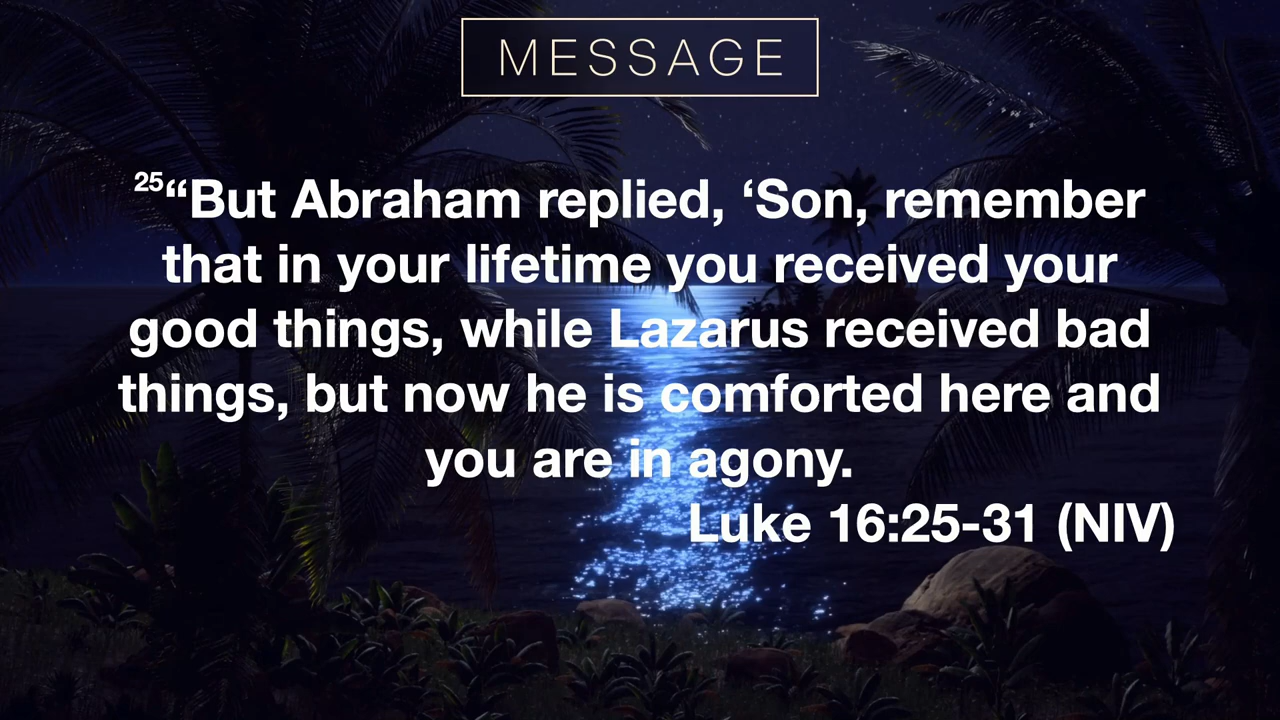 MESSAGE
25“But Abraham replied, ‘Son, remember
that in your lifetime you received your
good things, while Lazarus received bad
things, but now he is comforted here and
you are in agony.
Luke 16:25-31 (NIV)